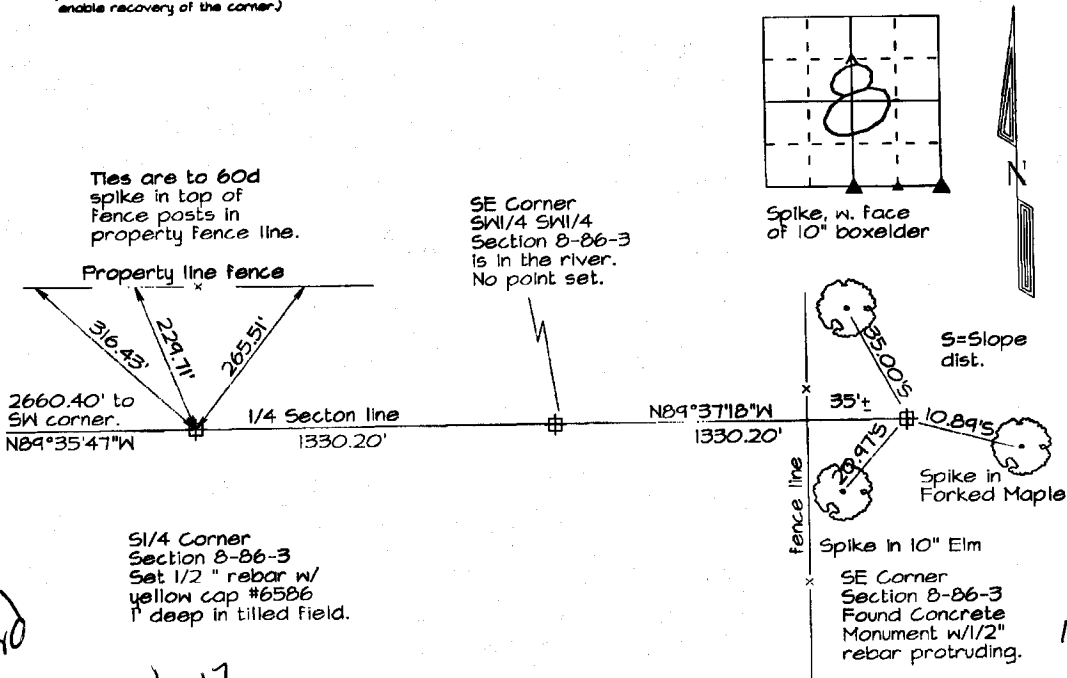 enable recovery of the corner.)
Ties are to 60d
spike in top of
fence posts in
property fence line.
Property line fence
316.43'
229.71'
265.51'
2660.40' to
SW corner.
N89°35'47"W
1/4 Secton line
1330.20'
SE Corner
SW1/4 SW1/4
Section 8-86-3
is in the river.
No point set.
8
Spike, w. face
of 10" boxelder
N
S=Slope
dist.
35.00'S
N89°37'18"W
1330.20'
35'±
10.89'S
Spike in
Forked Maple
fence line
Spike in 10" Elm
S1/4 Corner
Section 8-86-3
Set 1/2 " rebar w/
yellow cap #6586
1' deep in tilled field.
SE Corner
Section 8-86-3
Found Concrete
Monument w/1/2"
rebar protruding.